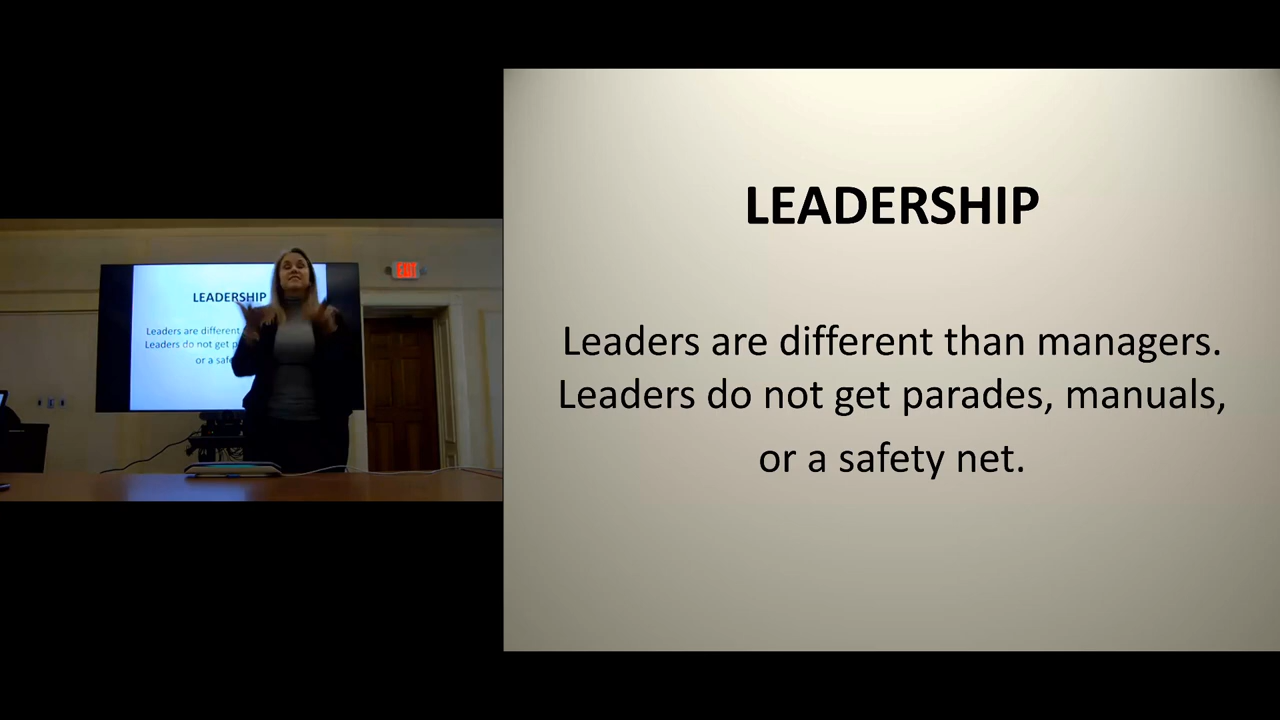 LEADERSHIP
Leaders are different
Leaders do not get p
or a safe
EXIT
LEADERSHIP
Leaders are different than managers.
Leaders do not get parades, manuals,
or a safety net.